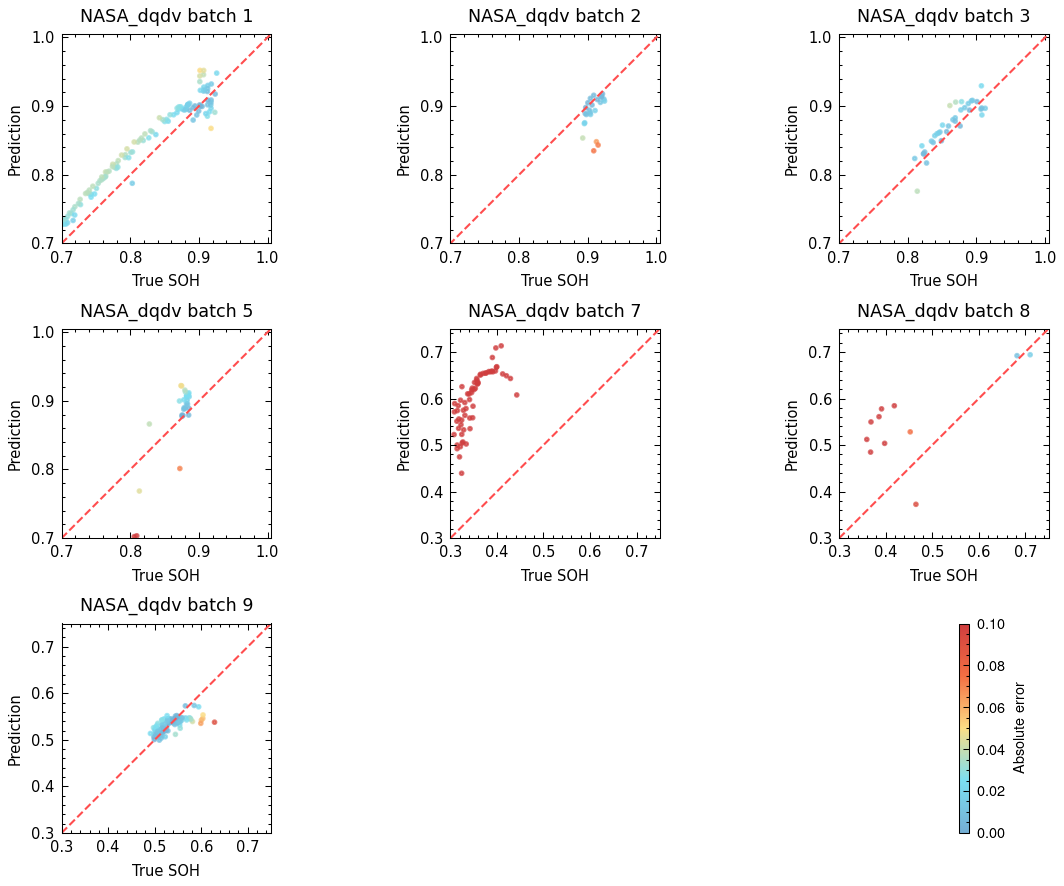 NASA_dqdv batch 1
1.0
0.9
0.8
0.7
Prediction
0.7 0.8 0.9 1.0
True SOH
NASA_dqdv batch 2
1.0
0.9
0.8
0.7
Prediction
0.7 0.8 0.9 1.0
True SOH
NASA_dqdv batch 3
1.0
0.9
0.8
0.7
Prediction
0.7 0.8 0.9 1.0
True SOH
NASA_dqdv batch 5
1.0
0.9
0.8
0.7
Prediction
0.7 0.8 0.9 1.0
True SOH
NASA_dqdv batch 7
0.7
0.6
0.5
0.4
0.3
Prediction
0.3 0.4 0.5 0.6 0.7
True SOH
NASA_dqdv batch 8
0.7
0.6
0.5
0.4
0.3
Prediction
0.3 0.4 0.5 0.6 0.7
True SOH
NASA_dqdv batch 9
0.7
0.6
0.5
0.4
0.3
Prediction
0.3 0.4 0.5 0.6 0.7
True SOH
0.10
0.08
0.06
0.04
0.02
0.00
Absolute error